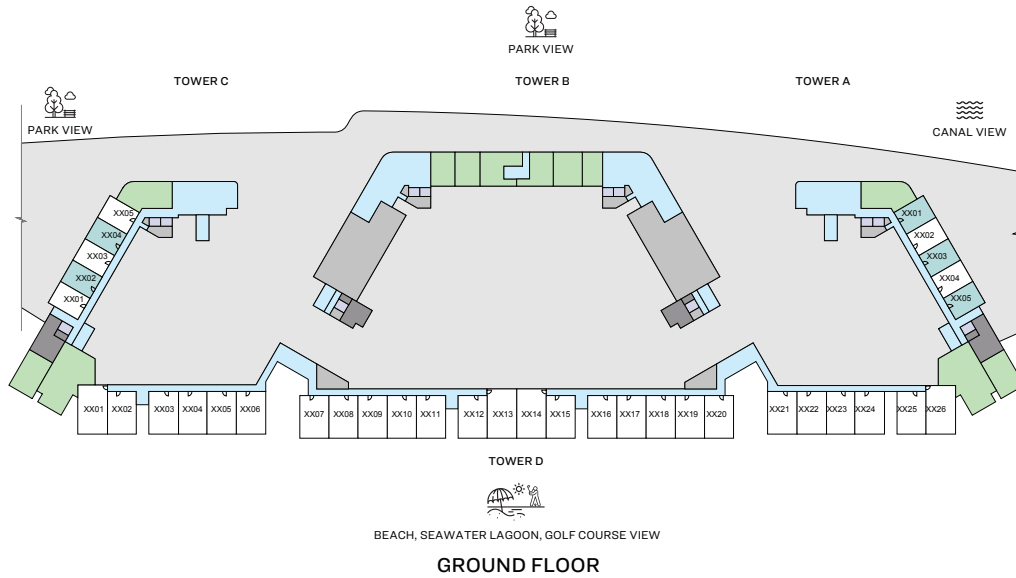 PARK VIEW
TOWER C
TOWER B
TOWER A
PARK VIEW
CANAL VIEW
XX05
XX04
XX03
XX02
XX01
XX01
XX02
XX03
XX04
XX05
XX01 XX02 XX03 XX04 XX05 XX06 XX07 XX08 XX09 XX10 XX11 XX12 XX13 XX14 XX15 XX16 XX17 XX18 XX19 XX20 XX21 XX22 XX23 XX24 XX25 XX26
TOWER D
BEACH, SEAWATER LAGOON, GOLF COURSE VIEW
GROUND FLOOR